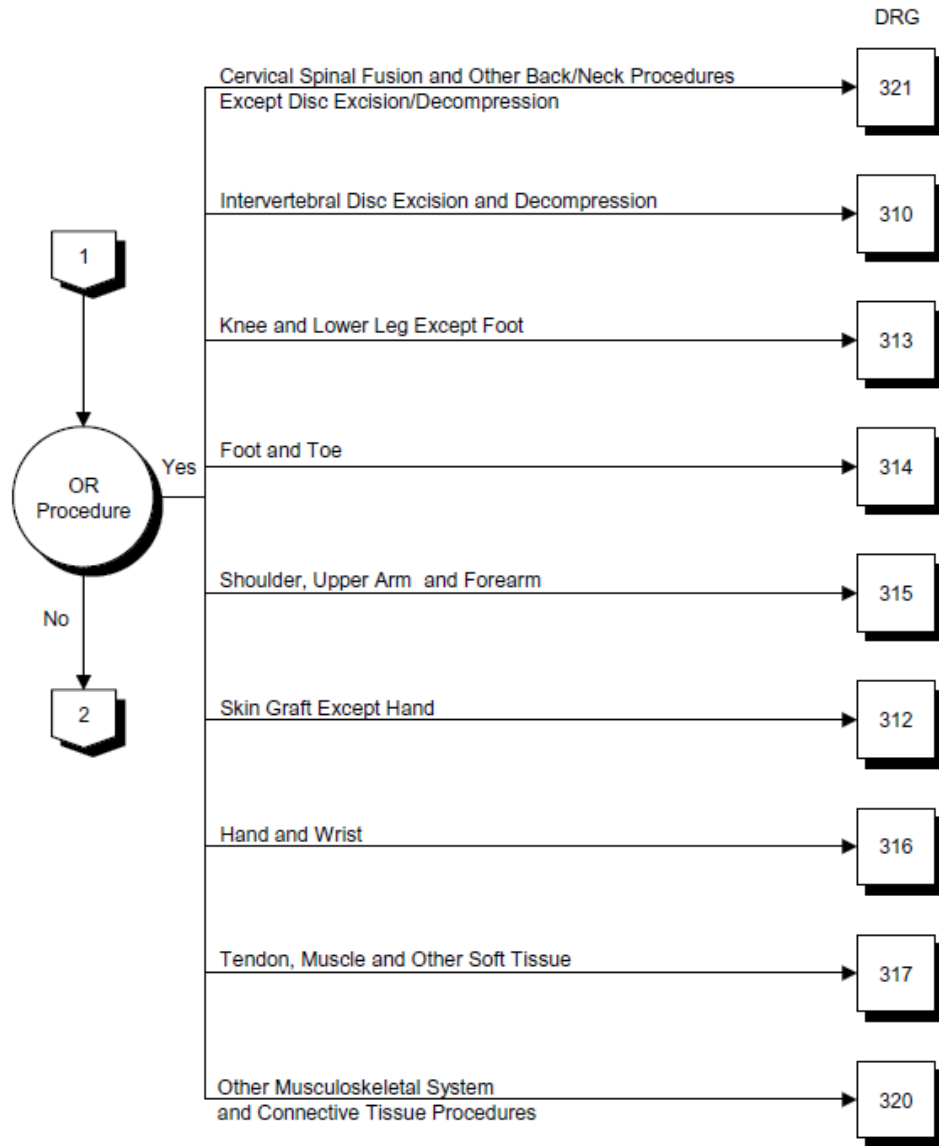 DRG
Cervical Spinal Fusion and Other Back/Neck Procedures
Except Disc Excision/Decompression
321
Intervertebral Disc Excision and Decompression
310
1
Knee and Lower Leg Except Foot
313
Foot and Toe
314
Yes
OR
Procedure
Shoulder, Upper Arm and Forearm
315
No
Skin Graft Except Hand
312
2
Hand and Wrist
316
Tendon, Muscle and Other Soft Tissue
317
Other Musculoskeletal System
and Connective Tissue Procedures
320